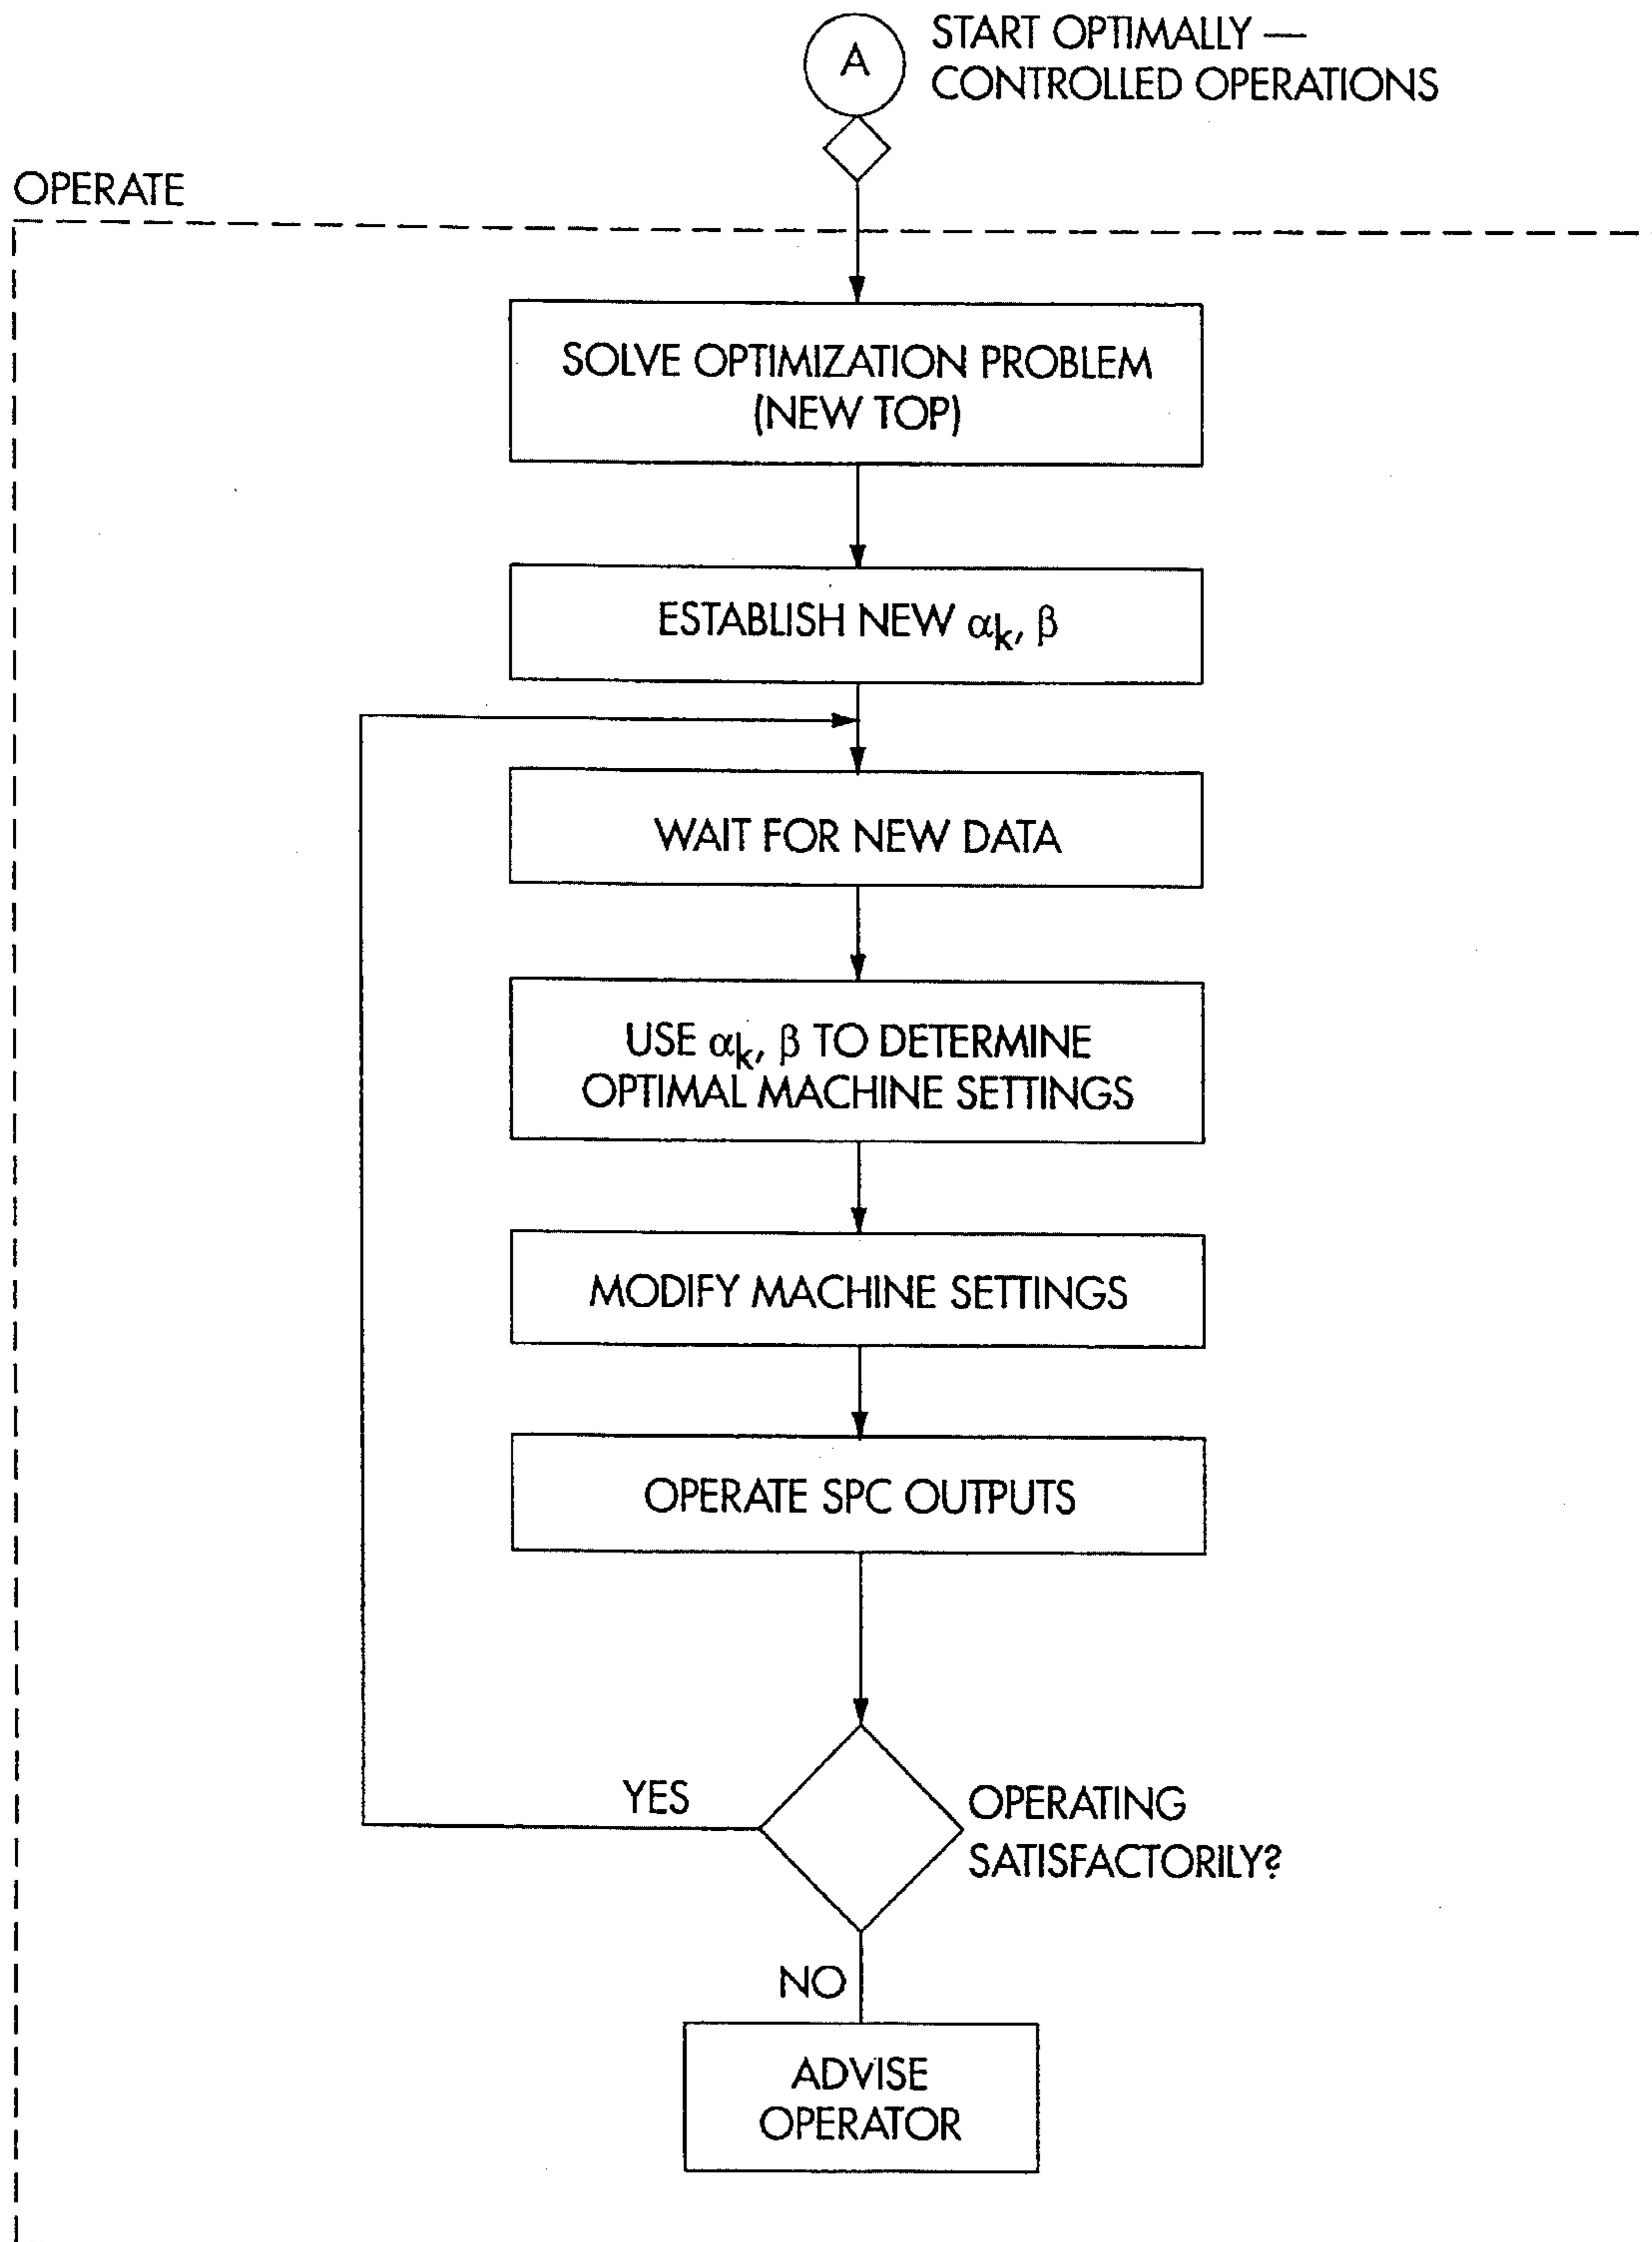 A
START OPTIMALLY —
CONTROLLED OPERATIONS
OPERATE
SOLVE OPTIMIZATION PROBLEM
(NEW TOP)
ESTABLISH NEW αk, β
WAIT FOR NEW DATA
USE αk, β TO DETERMINE
OPTIMAL MACHINE SETTINGS
MODIFY MACHINE SETTINGS
OPERATE SPC OUTPUTS
YES
OPERATING
SATISFACTORILY?
NO
ADVISE
OPERATOR